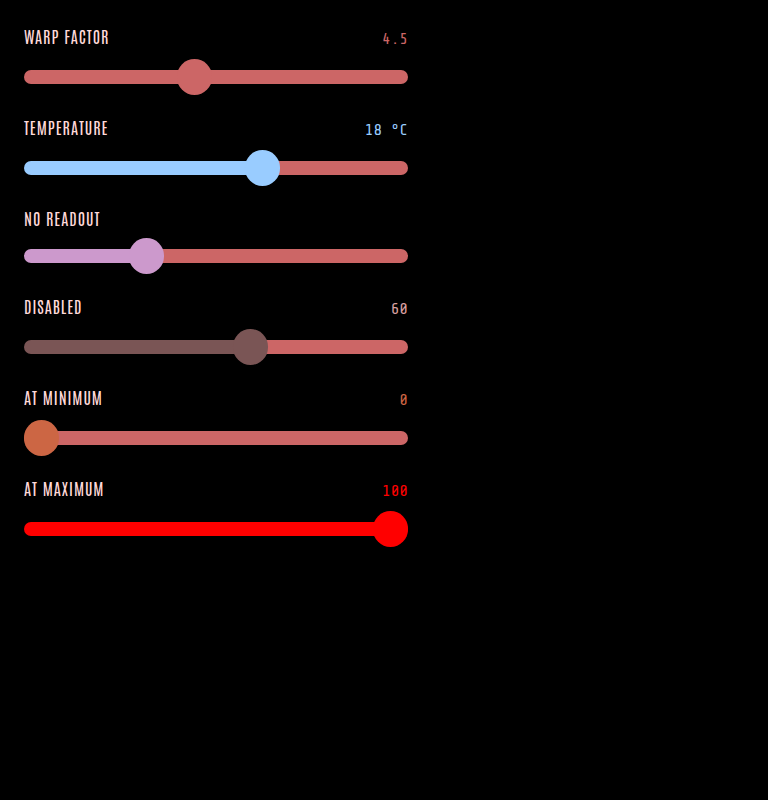 WARP FACTOR 4.5
TEMPERATURE 18 °C
NO READOUT
DISABLED 60
AT MINIMUM 0
AT MAXIMUM 100